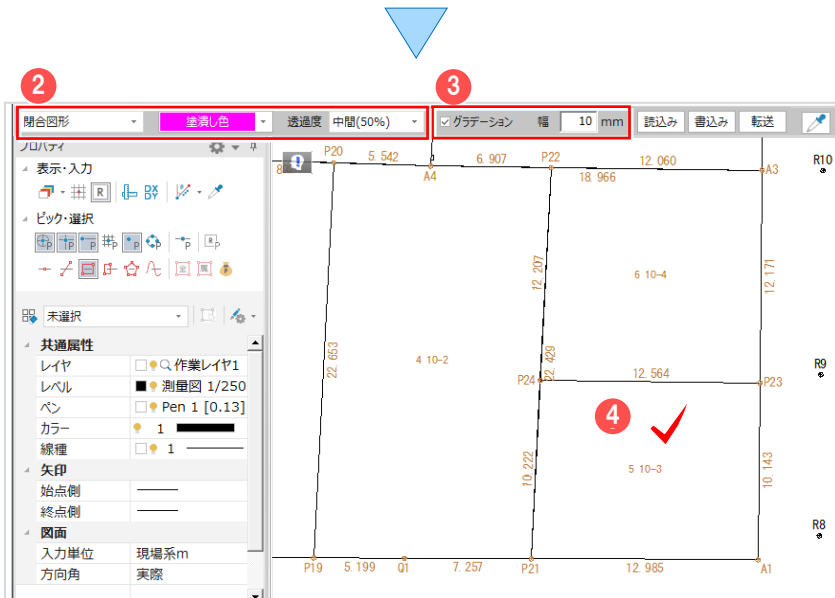 2
3
閉合図形 塗潰し色 透過度 中間(50%) グラデーション 幅 10 mm 読込み 書込み 転送
プロパティ
表示・入力
R DX DY
ピック・選択
P P P P P P P R P
金 属 P
未選択
共通属性
レイヤ 作業レイヤ1
レベル 測量図 1/250
ペン Pen 1 [0.13]
カラー 1
線種 1
矢印
始点側
終点側
図面
入力単位 現場系m
方向角 実際
8 P20 5.542 A4 6.907 P22 12.060 A3 R10
18.966
12.207 6 10-4 12.171
22.653 4 10-2 22.429 R9
P24 12.564 P23
4
10.222 5 10-3 10.143
R8
P19 5.199 Q1 7.257 P21 12.985 A1